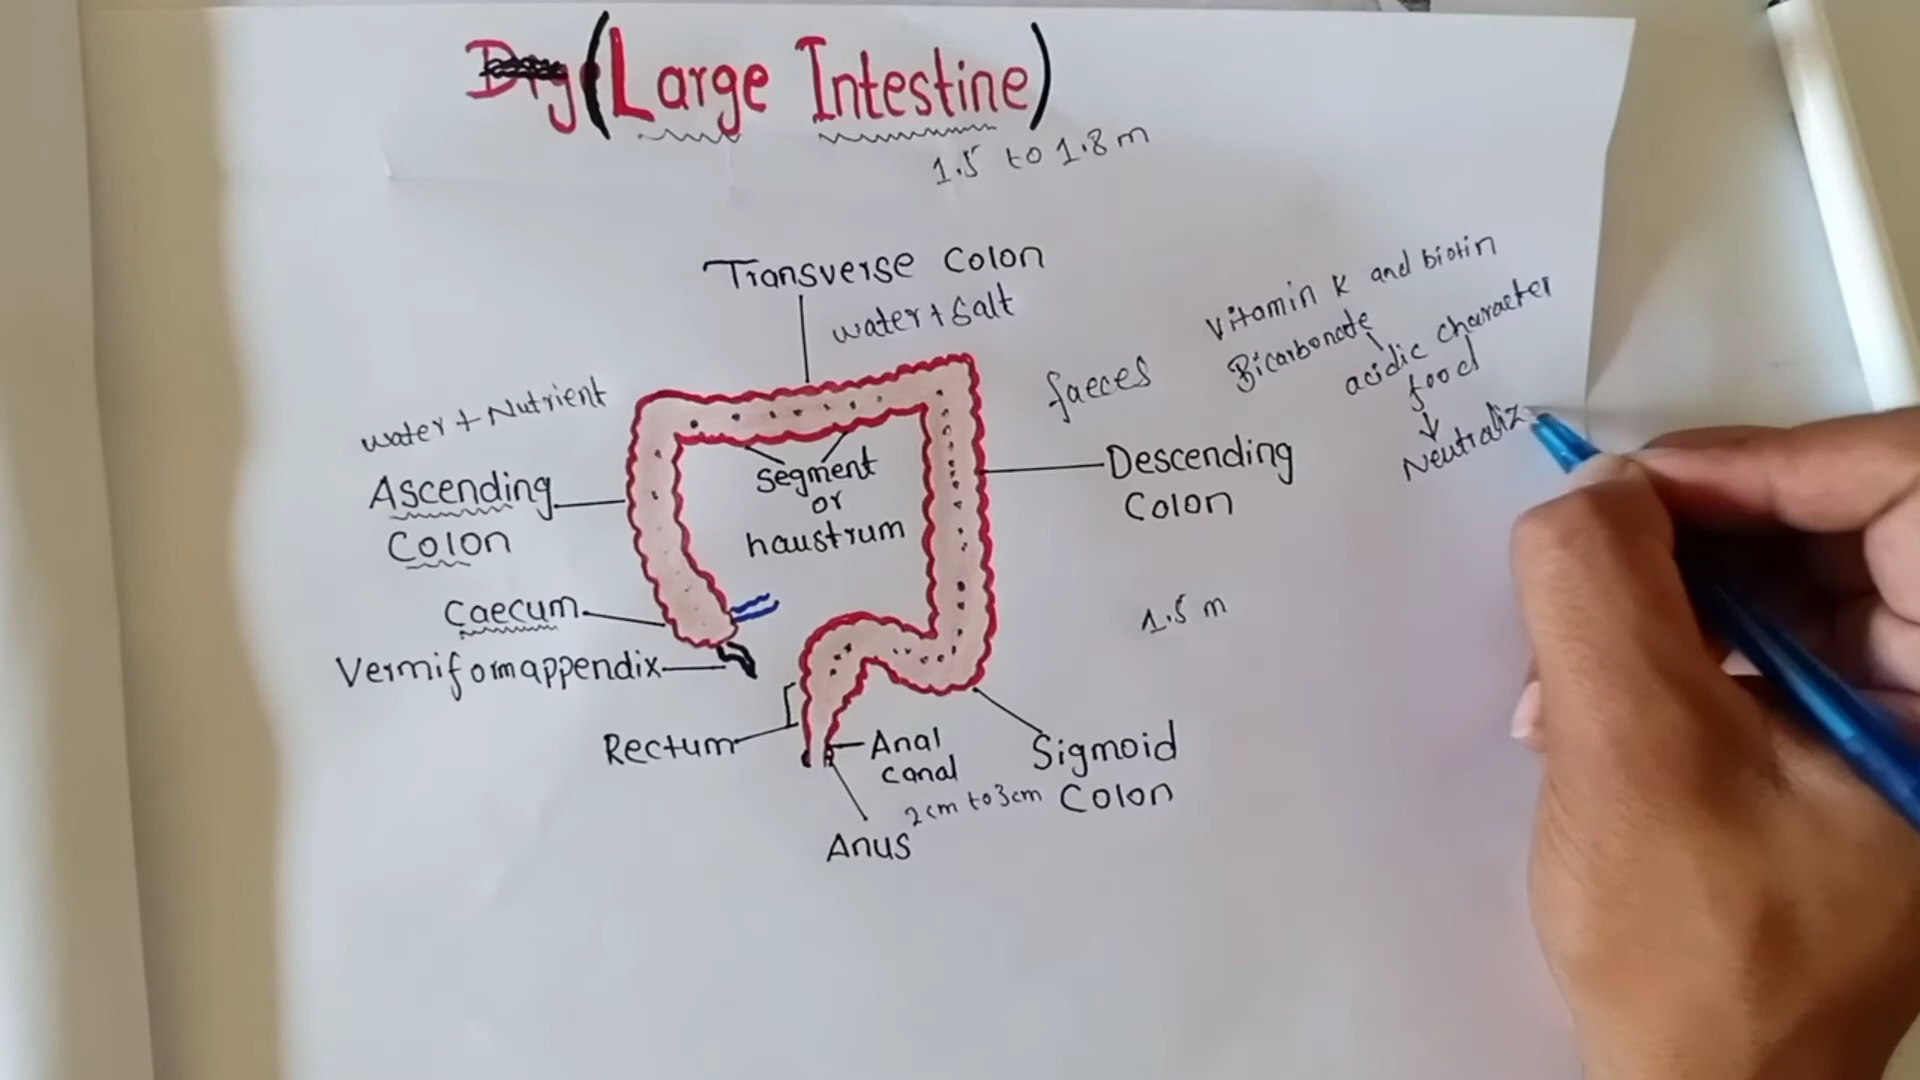 (Large Intestine)
1.5 to 1.8 m
Transverse Colon
water + Salt
water + Nutrient
Ascending
Colon
Segment
or
haustrum
faeces
Descending
Colon
Vitamin K and biotin
Bicarbonate
acidic character
food
↓
Neutraliz
Caecum
Vermiformappendix
1.5 m
Rectum
Anal
canal
2cm to 3cm
Anus
Sigmoid
Colon